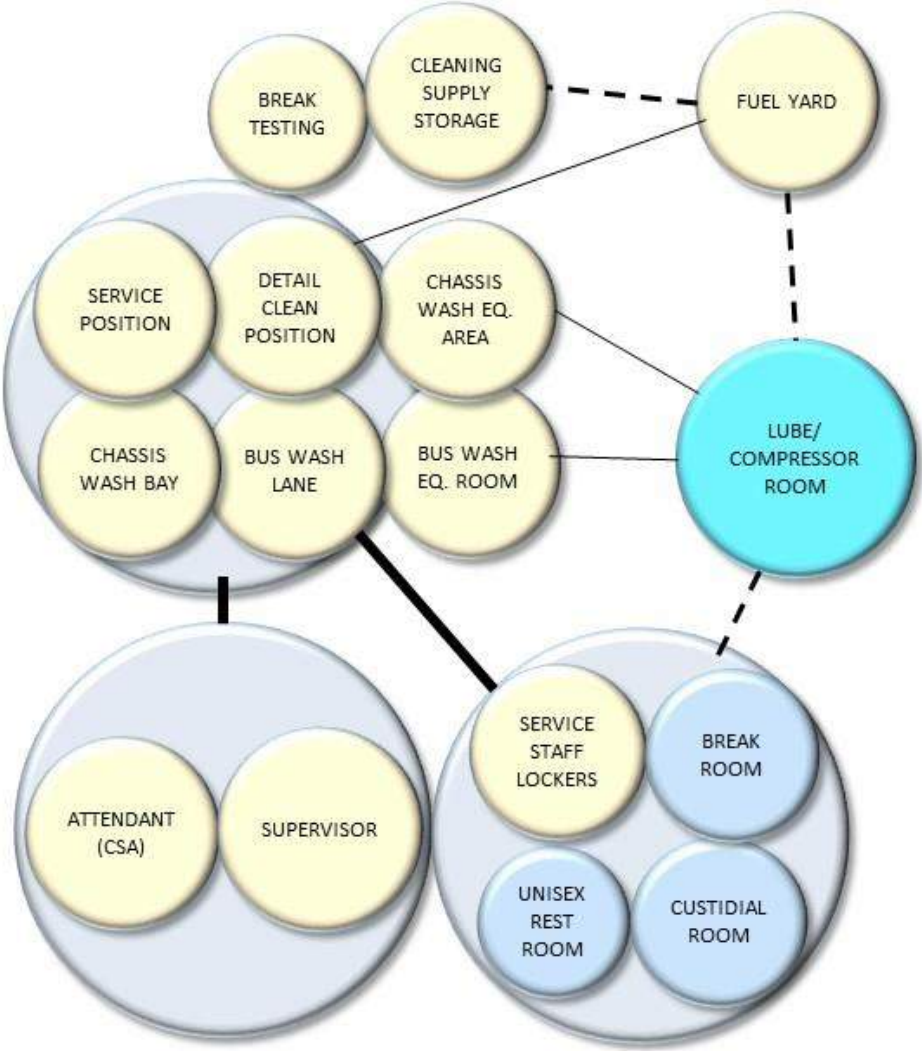 BREAK
TESTING
CLEANING
SUPPLY
STORAGE
FUEL YARD
SERVICE
POSITION
DETAIL
CLEAN
POSITION
CHASSIS
WASH EQ.
AREA
CHASSIS
WASH BAY
BUS WASH
LANE
BUS WASH
EQ. ROOM
LUBE/
COMPRESSOR
ROOM
ATTENDANT
(CSA)
SUPERVISOR
SERVICE
STAFF
LOCKERS
BREAK
ROOM
UNISEX
REST
ROOM
CUSTIDIAL
ROOM